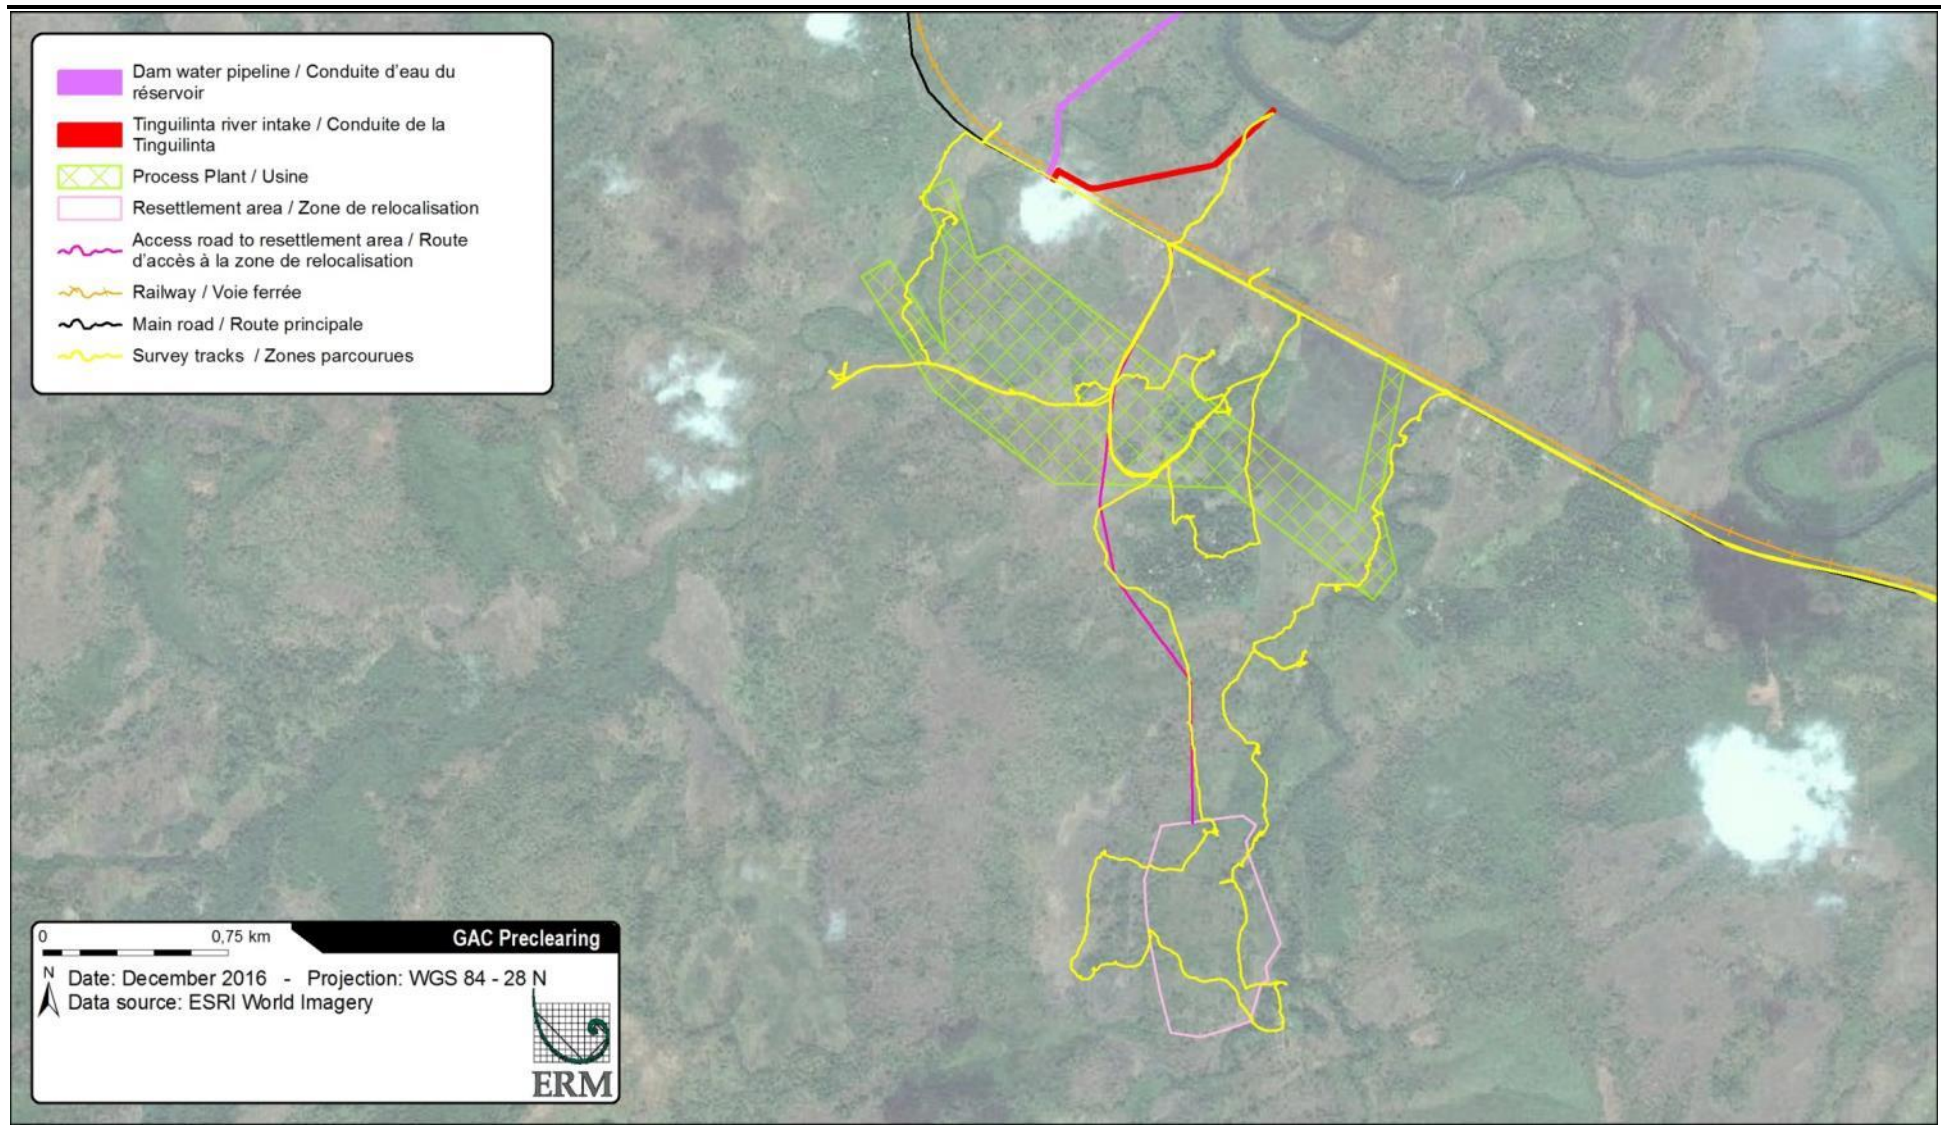 Dam water pipeline / Conduite d'eau du
réservoir
Tinguilinta river intake / Conduite de la
Tinguilinta
Process Plant / Usine
Resettlement area / Zone de relocalisation
Access road to resettlement area / Route
d'accès à la zone de relocalisation
Railway / Voie ferrée
Main road / Route principale
Survey tracks / Zones parcourues
0 0,75 km
GAC Preclearing
N
Date: December 2016 - Projection: WGS 84 - 28 N
Data source: ESRI World Imagery
ERM